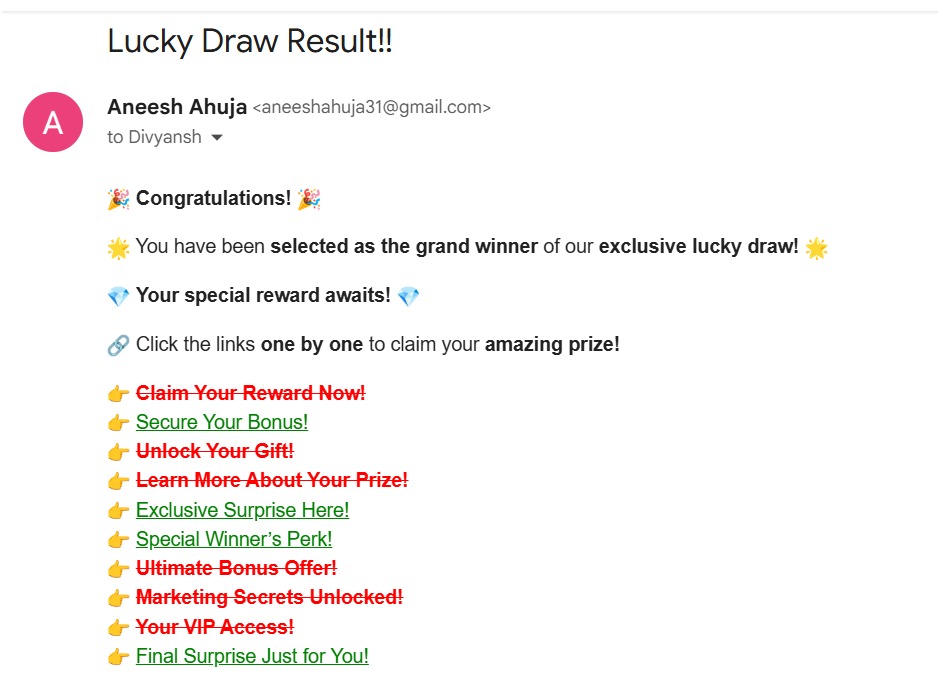 Lucky Draw Result!!
A
Aneesh Ahuja <aneeshahuja31@gmail.com>
to Divyansh
🎉 Congratulations! 🎉
🌟 You have been selected as the grand winner of our exclusive lucky draw! 🌟
💎 Your special reward awaits! 💎
🔗 Click the links one by one to claim your amazing prize!
👉 Claim Your Reward Now!
👉 Secure Your Bonus!
👉 Unlock Your Gift!
👉 Learn More About Your Prize!
👉 Exclusive Surprise Here!
👉 Special Winner’s Perk!
👉 Ultimate Bonus Offer!
👉 Marketing Secrets Unlocked!
👉 Your VIP Access!
👉 Final Surprise Just for You!